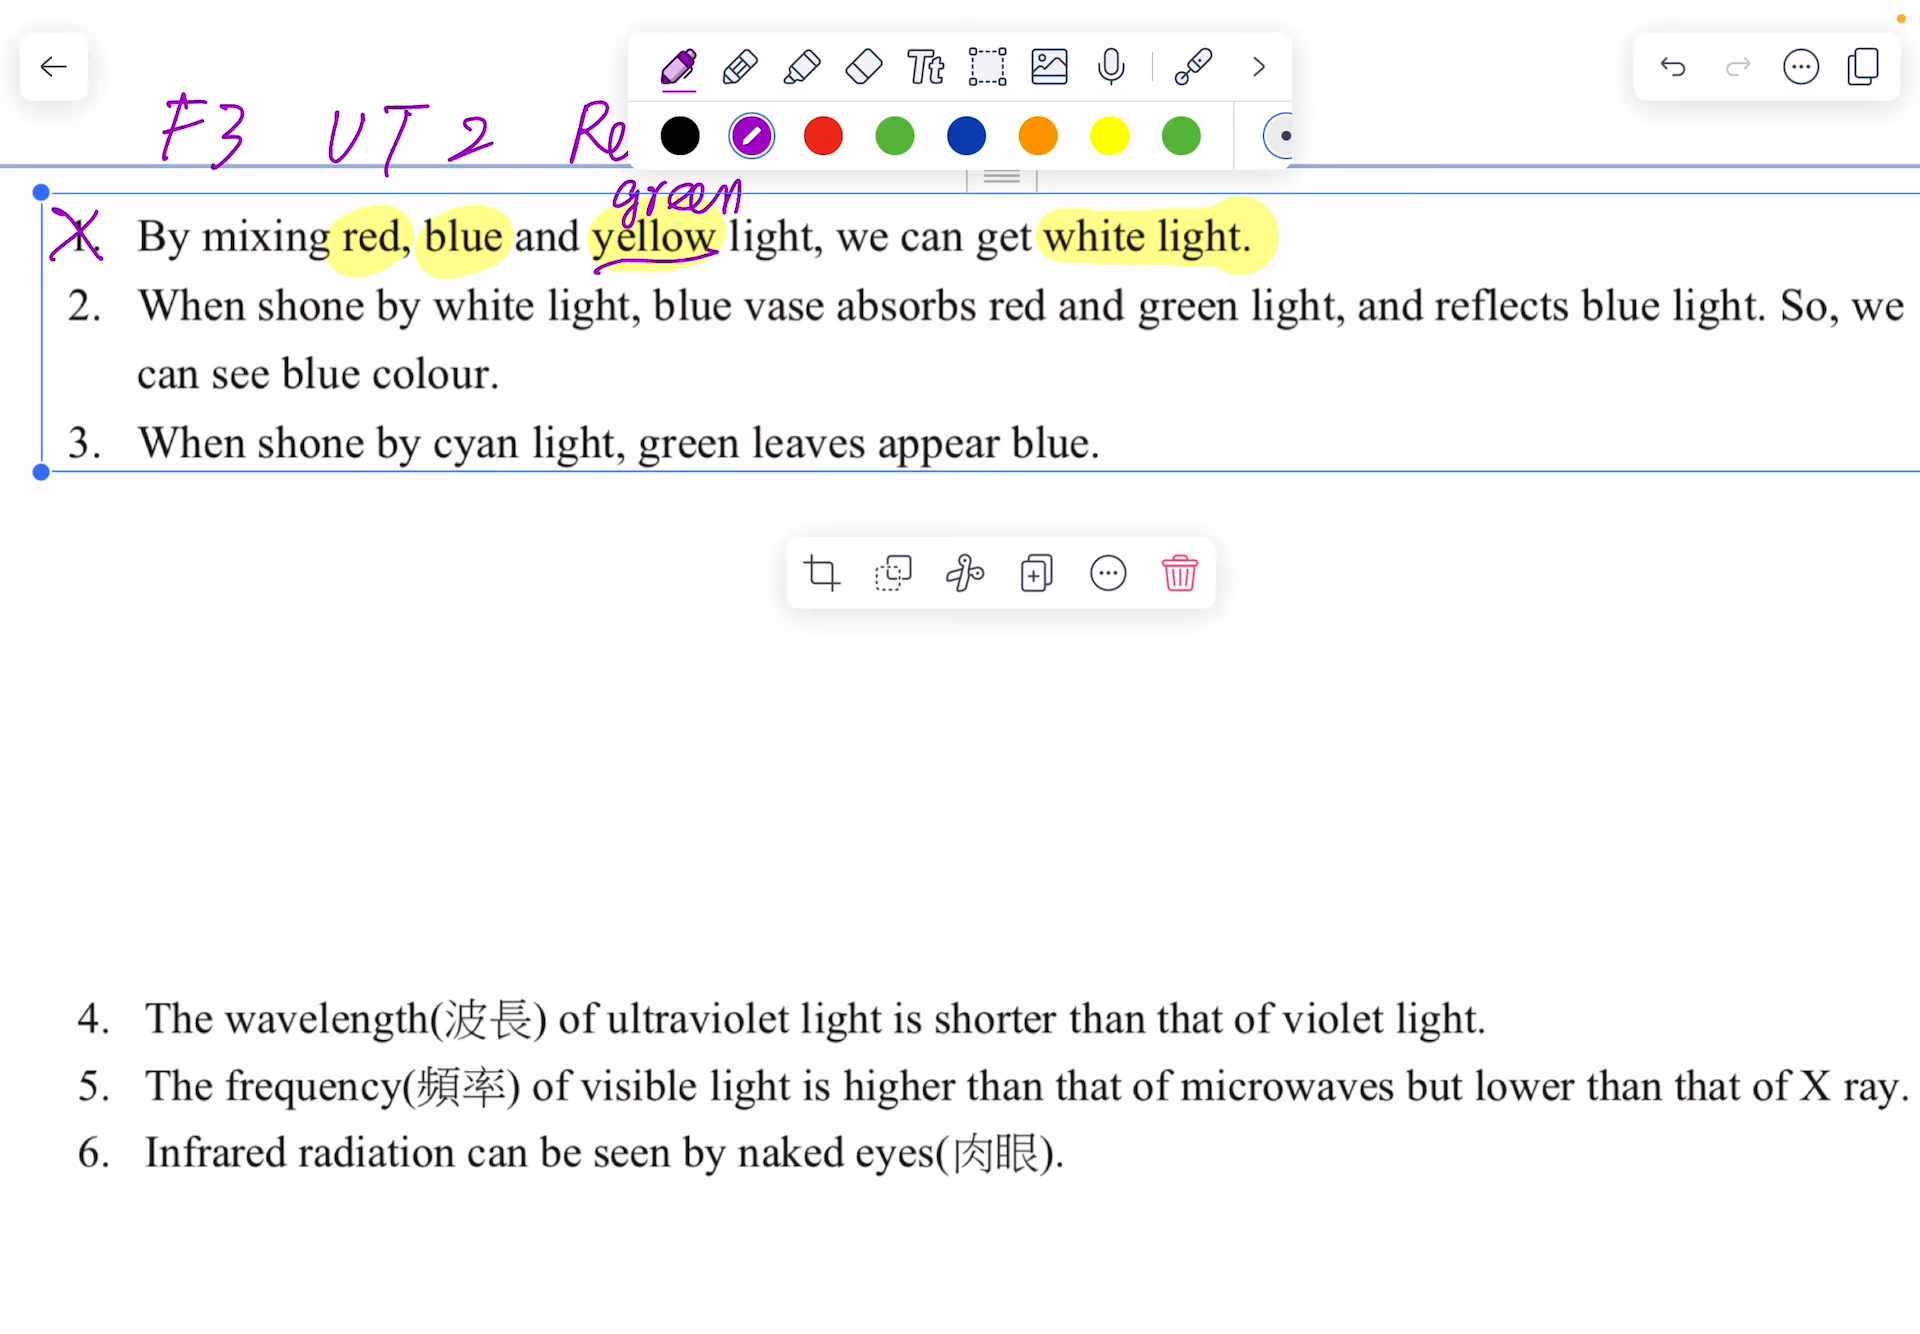 F3 UT 2 Re
Tt
green
1. By mixing red, blue and yellow light, we can get white light.
2. When shone by white light, blue vase absorbs red and green light, and reflects blue light. So, we
can see blue colour.
3. When shone by cyan light, green leaves appear blue.
4. The wavelength(波長) of ultraviolet light is shorter than that of violet light.
5. The frequency(頻率) of visible light is higher than that of microwaves but lower than that of X ray.
6. Infrared radiation can be seen by naked eyes(肉眼).